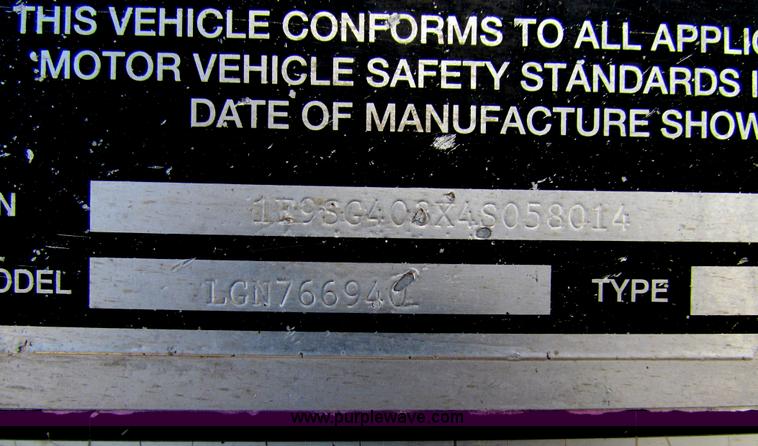 THIS VEHICLE CONFORMS TO ALL APPLIC
MOTOR VEHICLE SAFETY STANDARDS I
DATE OF MANUFACTURE SHOW
N
1E9SG403X4S058014
ODEL LGN766940 TYPE
www.purplewave.com